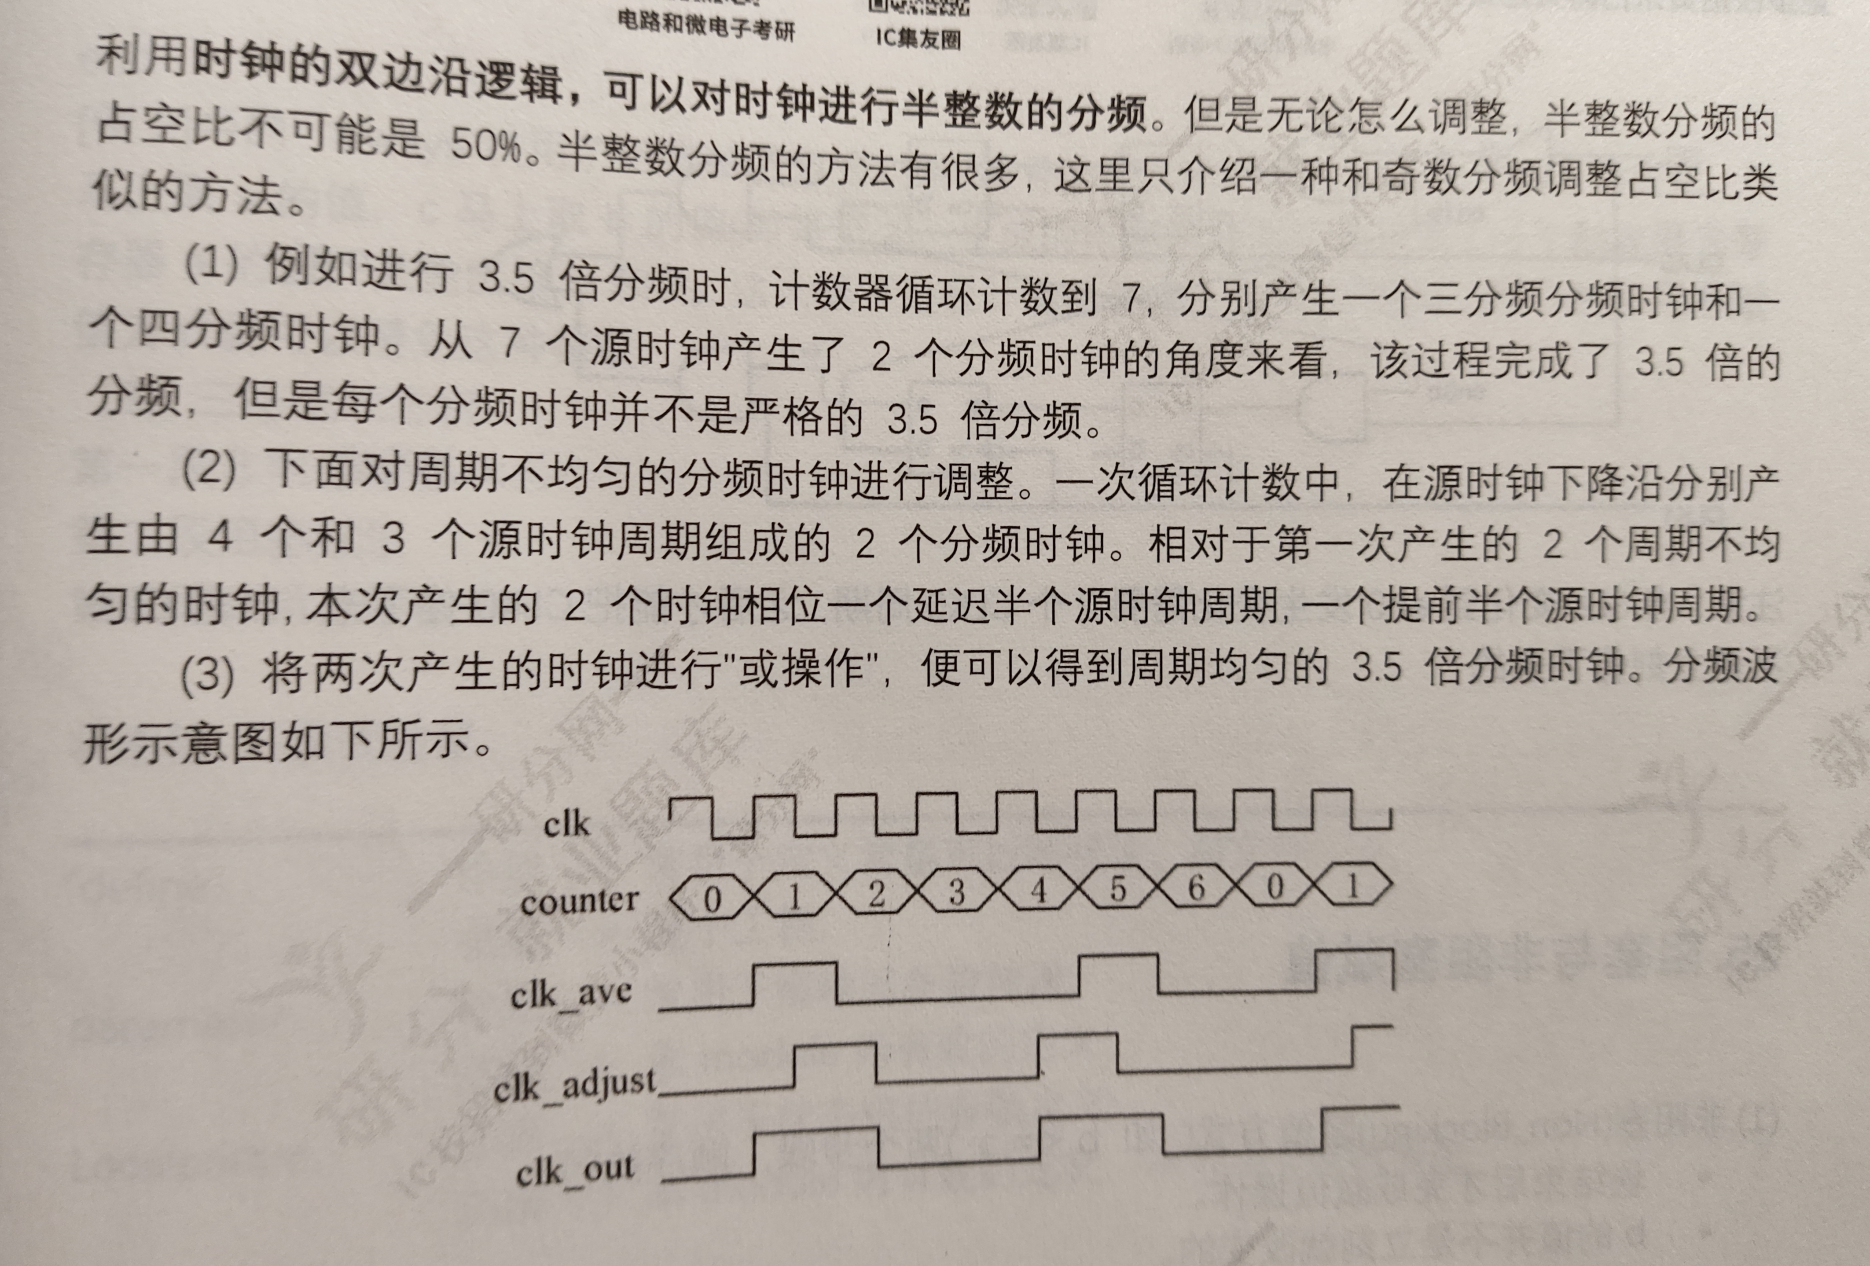 电路和微电子考研
IC集友圈
利用时钟的双边沿逻辑，可以对时钟进行半整数的分频。但是无论怎么调整，半整数分频的
占空比不可能是 50%。半整数分频的方法有很多，这里只介绍一种和奇数分频调整占空比类
似的方法。
(1) 例如进行 3.5 倍分频时，计数器循环计数到 7，分别产生一个三分频分频时钟和一
个四分频时钟。从 7 个源时钟产生了 2 个分频时钟的角度来看，该过程完成了 3.5 倍的
分频，但是每个分频时钟并不是严格的 3.5 倍分频。
(2) 下面对周期不均匀的分频时钟进行调整。一次循环计数中，在源时钟下降沿分别产
生由 4 个和 3 个源时钟周期组成的 2 个分频时钟。相对于第一次产生的 2 个周期不均
匀的时钟,本次产生的 2 个时钟相位一个延迟半个源时钟周期,一个提前半个源时钟周期。
(3) 将两次产生的时钟进行"或操作"，便可以得到周期均匀的 3.5 倍分频时钟。分频波
形示意图如下所示。
clk
counter 0 1 2 3 4 5 6 0 1
clk_ave
clk_adjust
clk_out